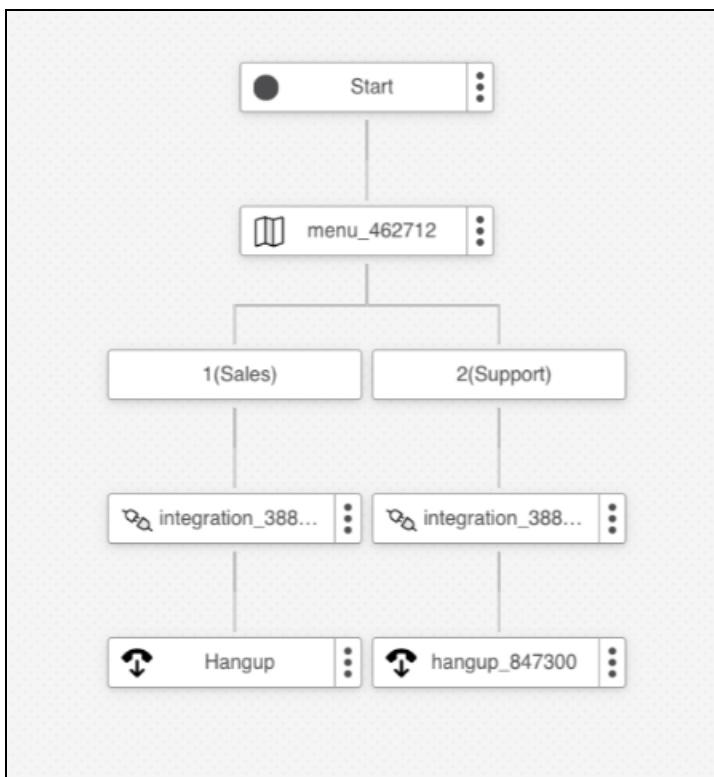 Start
menu_462712
1(Sales) 2(Support)
integration_388... integration_388...
Hangup hangup_847300